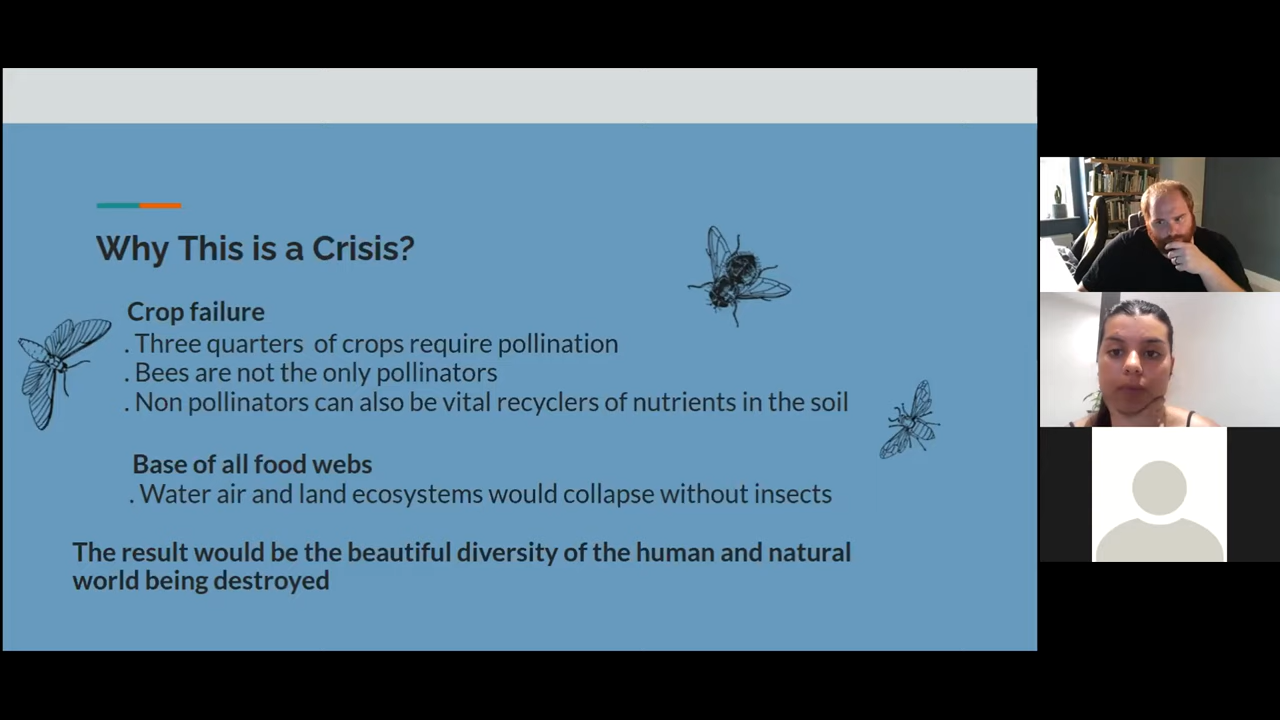 Why This is a Crisis?
Crop failure
. Three quarters of crops require pollination
. Bees are not the only pollinators
. Non pollinators can also be vital recyclers of nutrients in the soil
Base of all food webs
. Water air and land ecosystems would collapse without insects
The result would be the beautiful diversity of the human and natural
world being destroyed